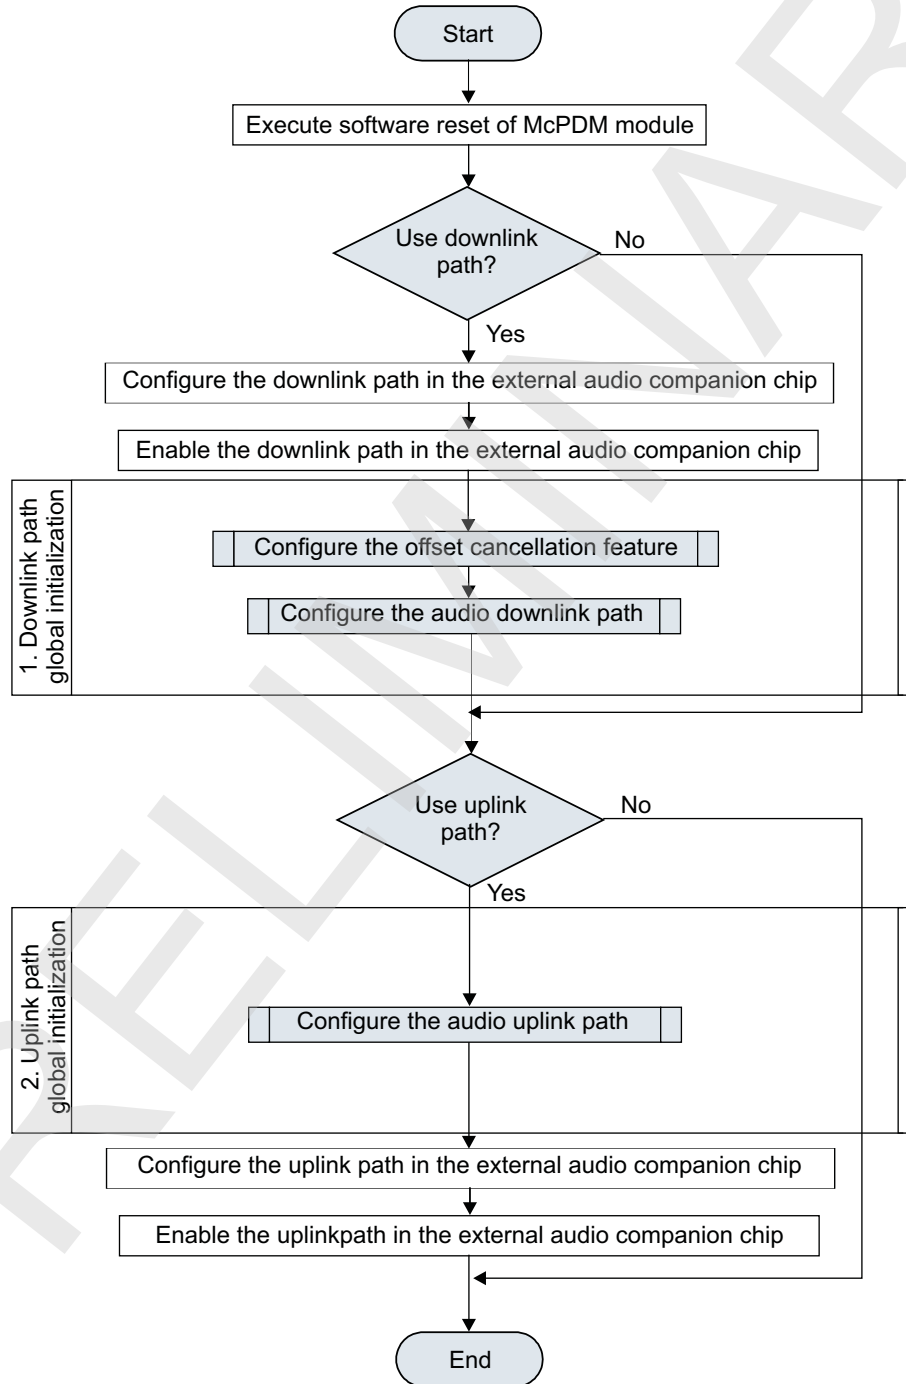 Start
Execute software reset of McPDM module
Use downlink
path?
No
Yes
Configure the downlink path in the external audio companion chip
Enable the downlink path in the external audio companion chip
1. Downlink path
global initialization
Configure the offset cancellation feature
Configure the audio downlink path
Use uplink
path?
No
Yes
2. Uplink path
global initialization
Configure the audio uplink path
Configure the uplink path in the external audio companion chip
Enable the uplinkpath in the external audio companion chip
End
RELIMINAR